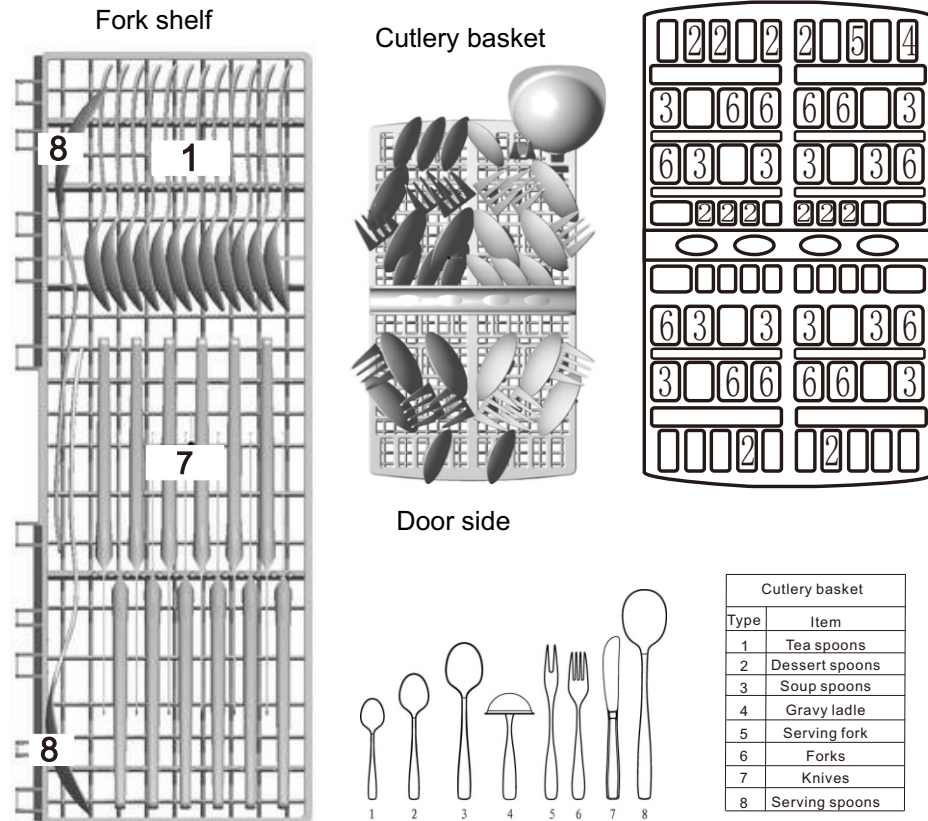 Fork shelf
Cutlery basket
8
1
7
8
2 2 2 2 5 4
3 6 6 6 6 3
6 3 3 3 3 6
2 2 2 2 2 2
6 3 3 3 3 6
3 6 6 6 6 3
2 2
Door side
1 2 3 4 5 6 7 8
Cutlery basket
Type Item
1 Tea spoons
2 Dessert spoons
3 Soup spoons
4 Gravy ladle
5 Serving fork
6 Forks
7 Knives
8 Serving spoons